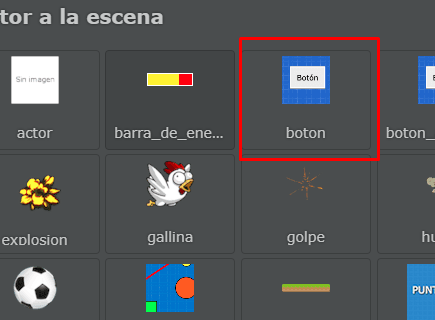 tor a la escena
Sin imagen
Botón
actor
barra_de_ene...
boton
boton_
explosion
gallina
golpe
hu
PUNT